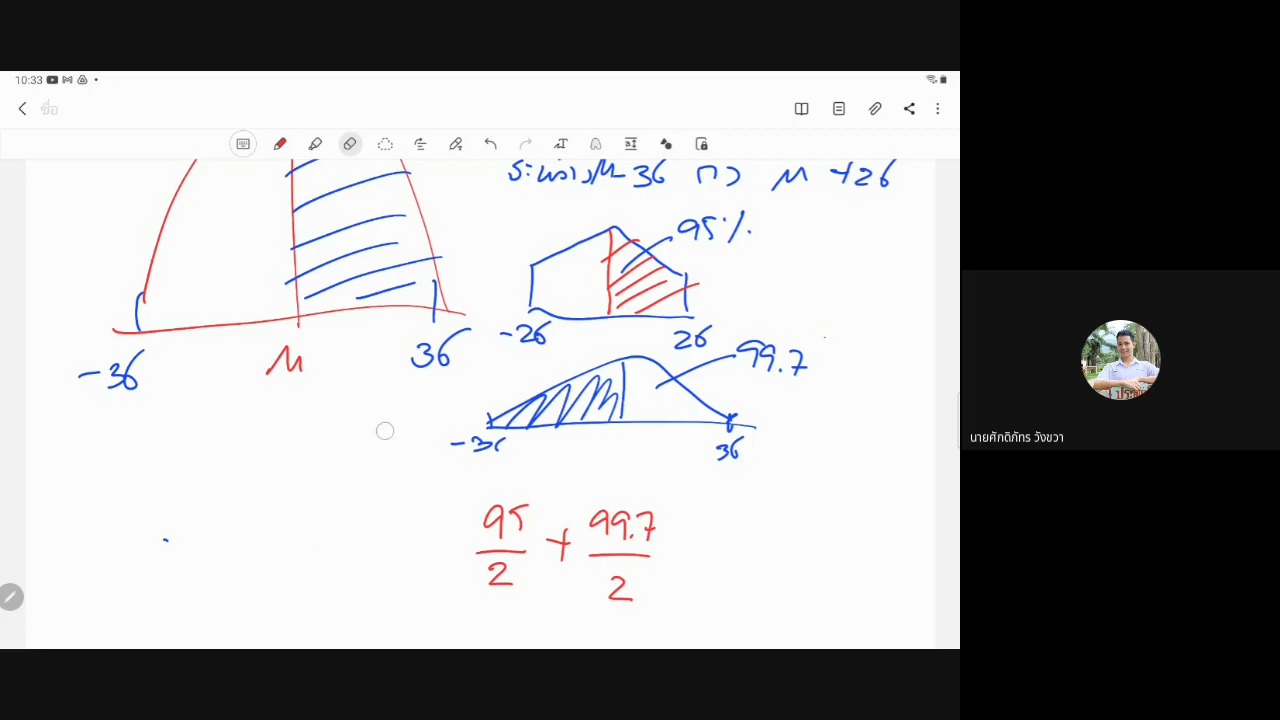 10:33
ชื่อ
ระหว่าง μ-3σ กับ μ+2σ
95%
-2σ 2σ
-3σ μ 3σ
99.7
-3σ 3σ
95/2 + 99.7/2
นายศักดิภัทร วังขวา